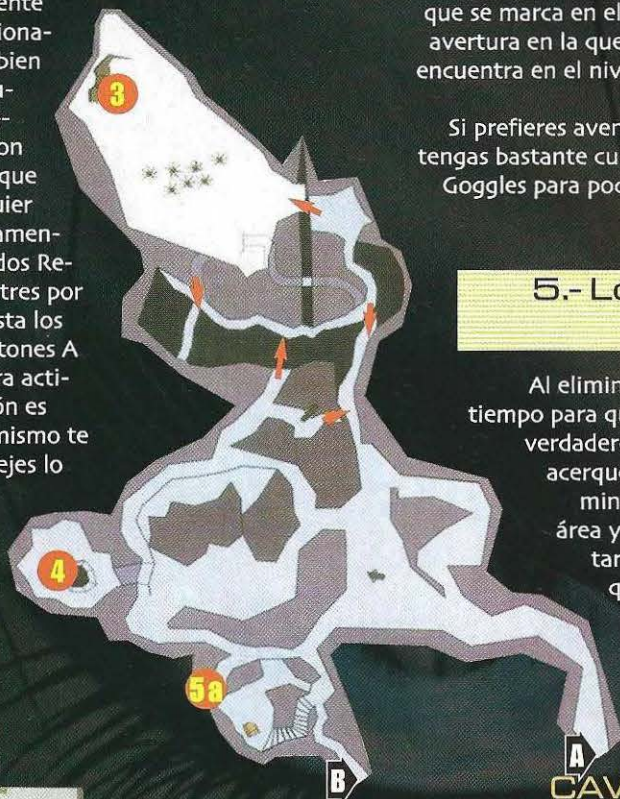 ente
siona-
bien
u-
-
on
que
uier
amen-
dos Re-
tres por
sta los
tones A
ra acti-
ón es
mismo te
ejes lo
3
4
5a
B
A
que se marca en el
avertura en la que
encuentra en el niv
Si prefieres aven
tengas bastante cu
Goggles para poc
5.- Lo
Al elimin
tiempo para qu
verdadero
acerque
min
área y
tar
q
CAV